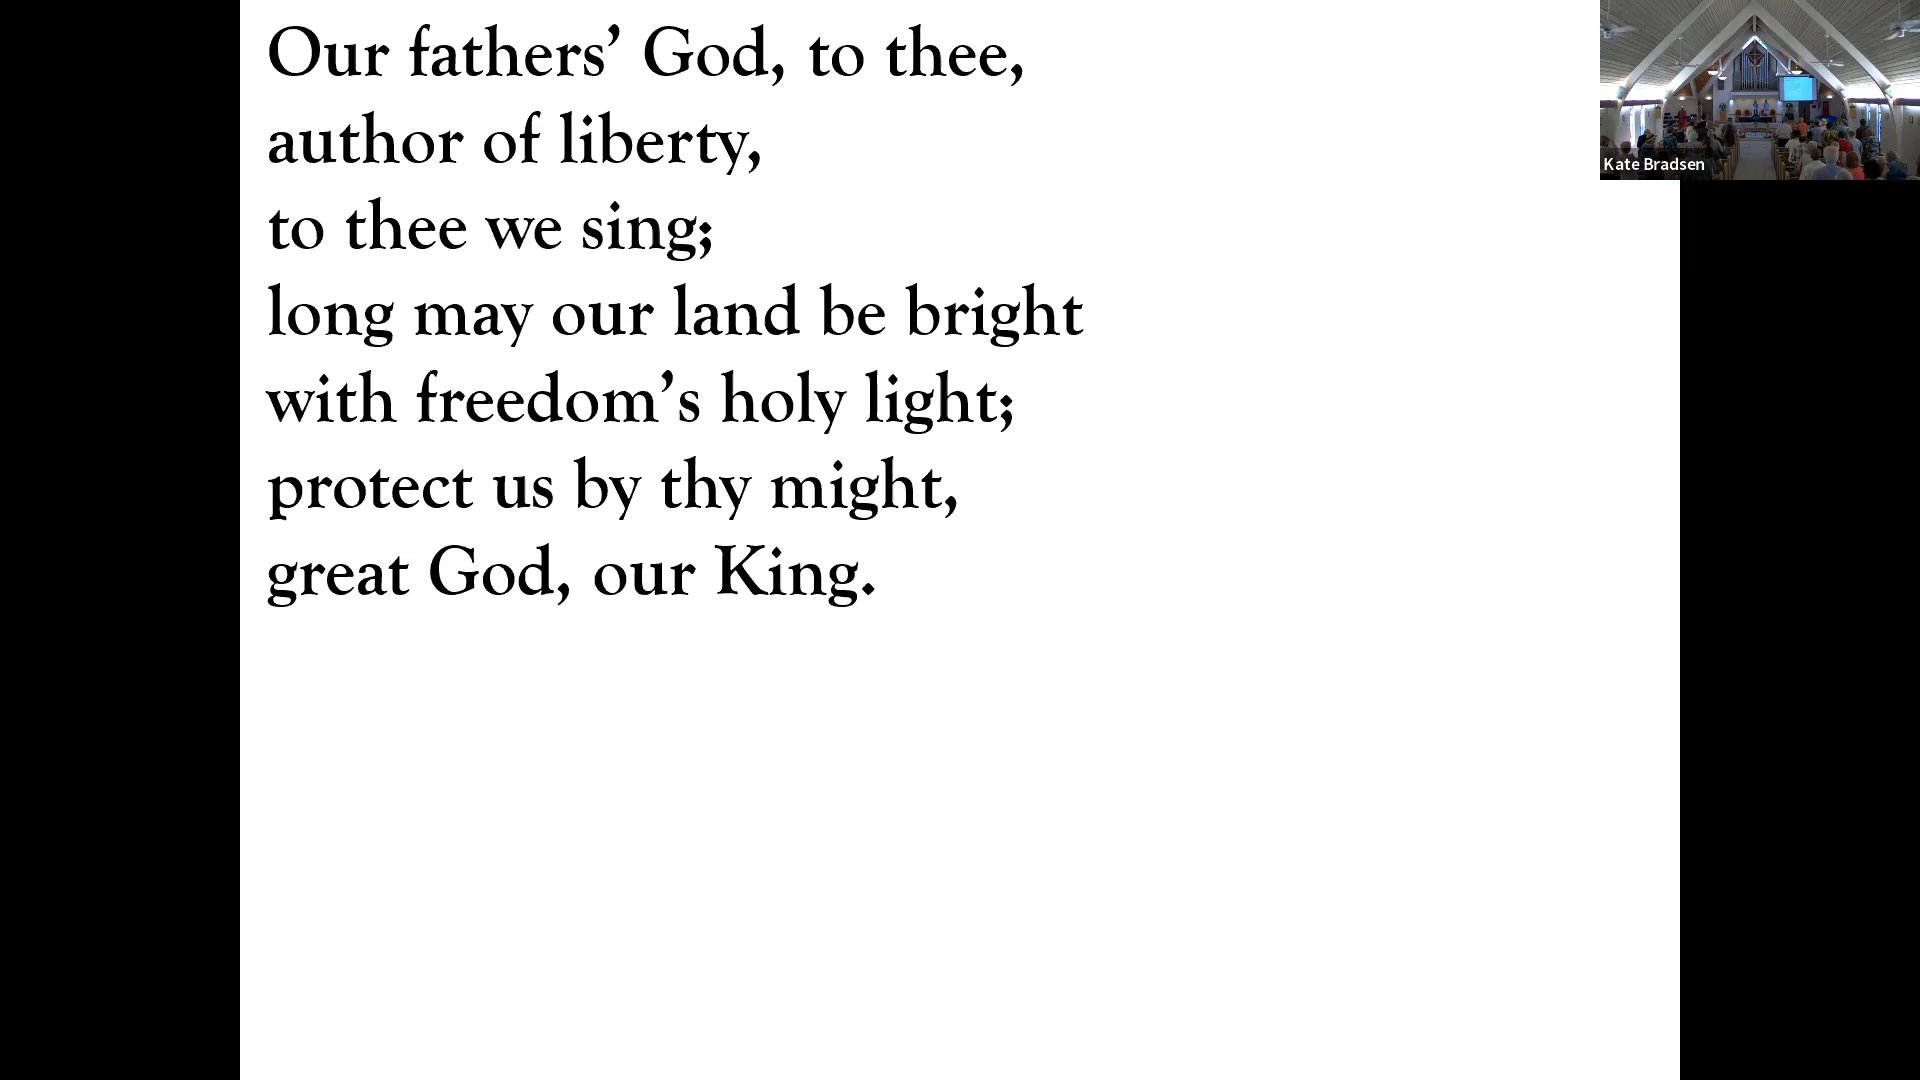 Our fathers’ God, to thee,
author of liberty,
to thee we sing;
long may our land be bright
with freedom’s holy light;
protect us by thy might,
great God, our King.
Kate Bradsen